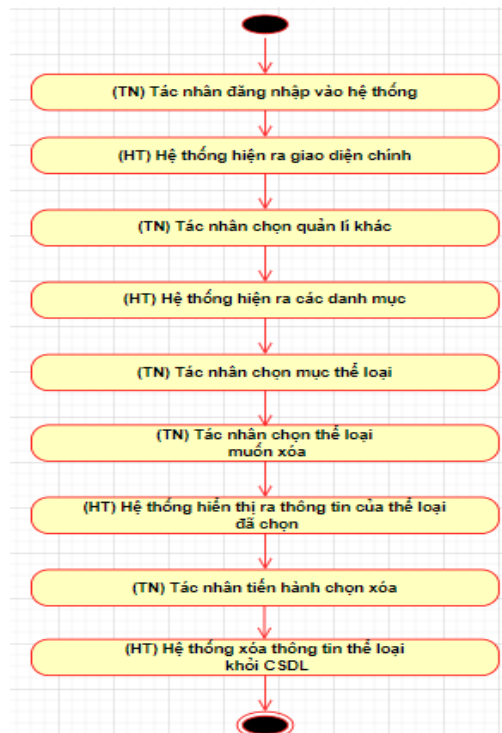 (TN) Tác nhân đăng nhập vào hệ thống
(HT) Hệ thống hiện ra giao diện chính
(TN) Tác nhân chọn quản lí khác
(HT) Hệ thống hiện ra các danh mục
(TN) Tác nhân chọn mục thể loại
(TN) Tác nhân chọn thể loại
muốn xóa
(HT) Hệ thống hiển thị ra thông tin của thể loại
đã chọn
(TN) Tác nhân tiến hành chọn xóa
(HT) Hệ thống xóa thông tin thể loại
khỏi CSDL